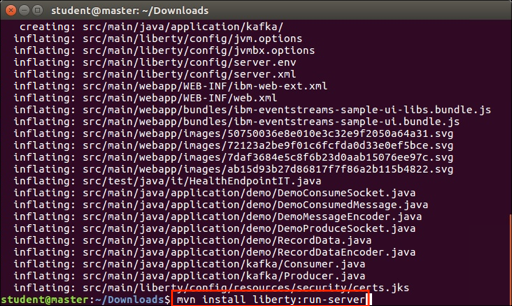 student@master: ~/Downloads
creating: src/main/java/application/kafka/
inflating: src/main/liberty/config/jvm.options
inflating: src/main/liberty/config/jvmbx.options
inflating: src/main/liberty/config/server.env
inflating: src/main/liberty/config/server.xml
inflating: src/main/webapp/WEB-INF/ibm-web-ext.xml
inflating: src/main/webapp/WEB-INF/web.xml
inflating: src/main/webapp/bundles/ibm-eventstreams-sample-ui-libs.bundle.js
inflating: src/main/webapp/bundles/ibm-eventstreams-sample-ui.bundle.js
inflating: src/main/webapp/images/50750036e8e010e3c32e9f2050a64a31.svg
inflating: src/main/webapp/images/72123a2be9f01c6fcfda0d33e0ef5bce.svg
inflating: src/main/webapp/images/7daf3684e5c8f6b23d0aab15076ee97c.svg
inflating: src/main/webapp/images/ab15d93b27d86817f7f86a2b115b4822.svg
inflating: src/test/java/it/HealthEndpointIT.java
inflating: src/main/java/application/demo/DemoConsumeSocket.java
inflating: src/main/java/application/demo/DemoConsumedMessage.java
inflating: src/main/java/application/demo/DemoMessageEncoder.java
inflating: src/main/java/application/demo/DemoProduceSocket.java
inflating: src/main/java/application/demo/RecordData.java
inflating: src/main/java/application/demo/RecordDataEncoder.java
inflating: src/main/java/application/kafka/Consumer.java
inflating: src/main/java/application/kafka/Producer.java
inflating: src/main/liberty/config/resources/security/certs.jks
student@master:~/Downloads$ mvn install liberty:run-server